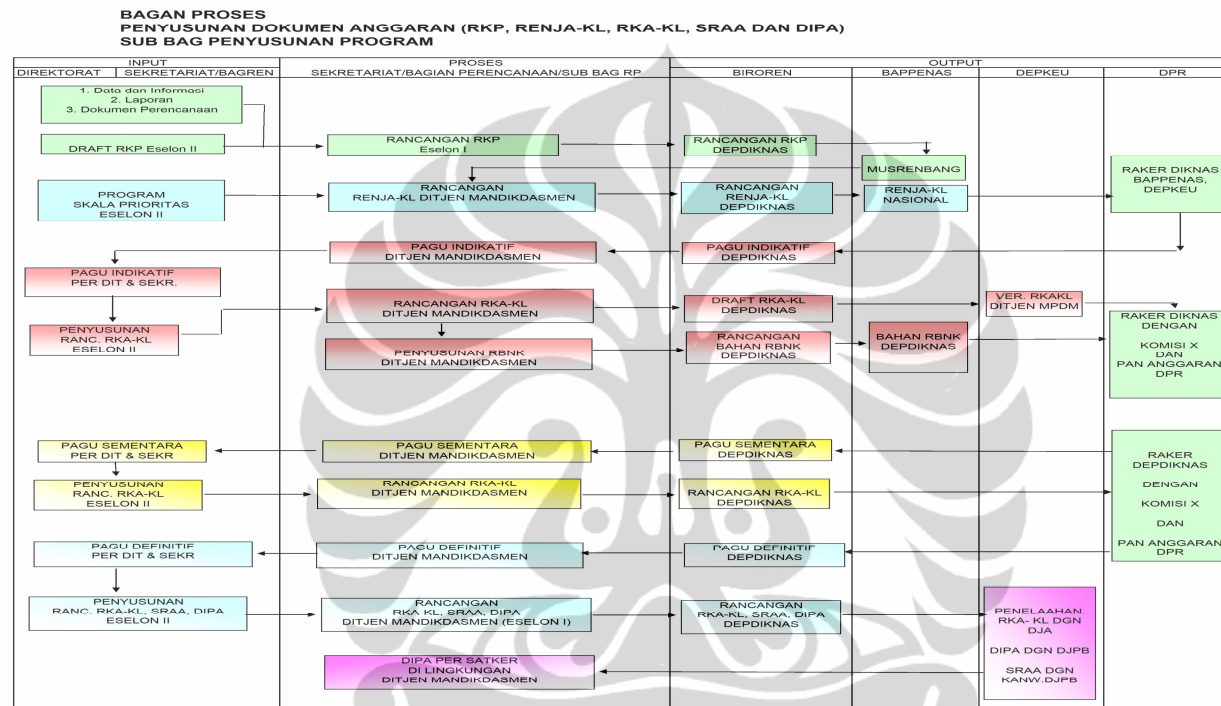 BAGAN PROSES
PENYUSUNAN DOKUMEN ANGGARAN (RKP, RENJA-KL, RKA-KL, SRAA DAN DIPA)
SUB BAG PENYUSUNAN PROGRAM
INPUT
PROSES
OUTPUT
DIREKTORAT
SEKRETARIAT/BAGREN
SEKRETARIAT/BAGIAN PERENCANAAN/SUB BAG RP
BIROREN
BAPPENAS
DEPKEU
DPR
1. Data dan Informasi
2. Laporan
3. Dokumen Perencanaan
DRAFT RKP Eselon II
RANCANGAN RKP
Eselon I
RANCANGAN RKP
DEPDIKNAS
MUSRENBANG
RAKER DIKNAS
BAPPENAS,
DEPKEU
PROGRAM
SKALA PRIORITAS
ESELON II
RANCANGAN
RENJA-KL DITJEN MANDIKDASMEN
RANCANGAN
RENJA-KL
DEPDIKNAS
RENJA-KL
NASIONAL
PAGU INDIKATIF
DITJEN MANDIKDASMEN
PAGU INDIKATIF
DEPDIKNAS
PAGU INDIKATIF
PER DIT & SEKR.
PENYUSUNAN
RANC. RKA-KL
ESELON II
RANCANGAN RKA-KL
DITJEN MANDIKDASMEN
DRAFT RKA-KL
DEPDIKNAS
VER. RKAKL
DITJEN MPDM
RAKER DIKNAS
DENGAN
KOMISI X
DAN
PAN ANGGARAN
DPR
PENYUSUNAN RBNK
DITJEN MANDIKDASMEN
RANCANGAN
BAHAN RBNK
DEPDIKNAS
BAHAN RBNK
DEPDIKNAS
PAGU SEMENTARA
PER DIT & SEKR
PAGU SEMENTARA
DITJEN MANDIKDASMEN
PAGU SEMENTARA
DEPDIKNAS
RAKER
DEPDIKNAS
DENGAN
KOMISI X
DAN
PAN ANGGARAN
DPR
PENYUSUNAN
RANC. RKA-KL
ESELON II
RANCANGAN RKA-KL
DITJEN MANDIKDASMEN
RANCANGAN RKA-KL
DEPDIKNAS
PAGU DEFINITIF
PER DIT & SEKR
PAGU DEFINITIF
DITJEN MANDIKDASMEN
PAGU DEFINITIF
DEPDIKNAS
PENYUSUNAN
RANC. RKA-KL, SRAA, DIPA
ESELON II
RANCANGAN
RKA-KL, SRAA, DIPA
DITJEN MANDIKDASMEN (ESELON I)
RANCANGAN
RKA-KL, SRAA, DIPA
DEPDIKNAS
PENELAAHAN.
RKA- KL DGN
DJA
DIPA DGN DJPB
SRAA DGN
KANW.DJPB
DIPA PER SATKER
DI LINGKUNGAN
DITJEN MANDIKDASMEN